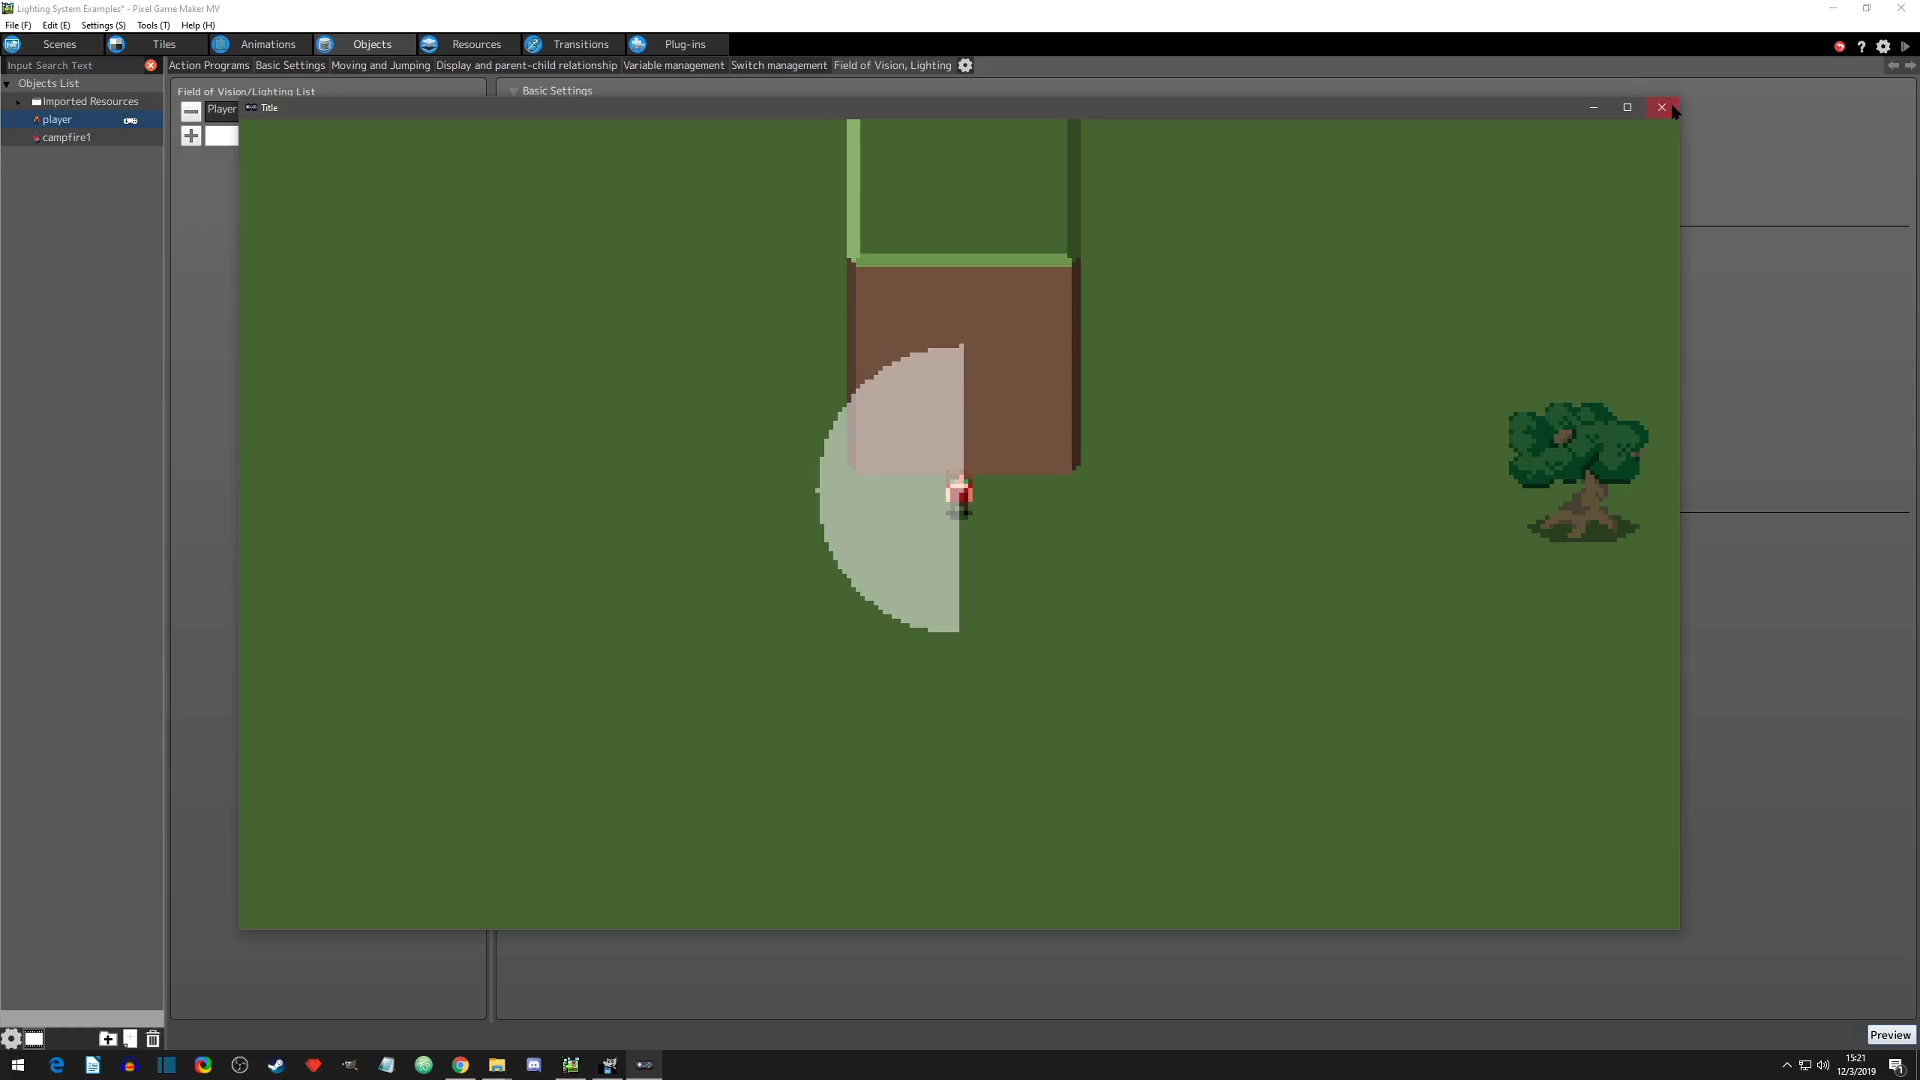 Lighting System Examples* - Pixel Game Maker MV
File (F) Edit (E) Settings (S) Tools (T) Help (H)
Scenes Tiles Animations Objects Resources Transitions Plug-ins
Input Search Text Action Programs Basic Settings Moving and Jumping Display and parent-child relationship Variable management Switch management Field of Vision, Lighting
Objects List
Field of Vision/Lighting List
Basic Settings
Imported Resources
Player
Title
player
campfire1
Preview
15:21
12/3/2019
1